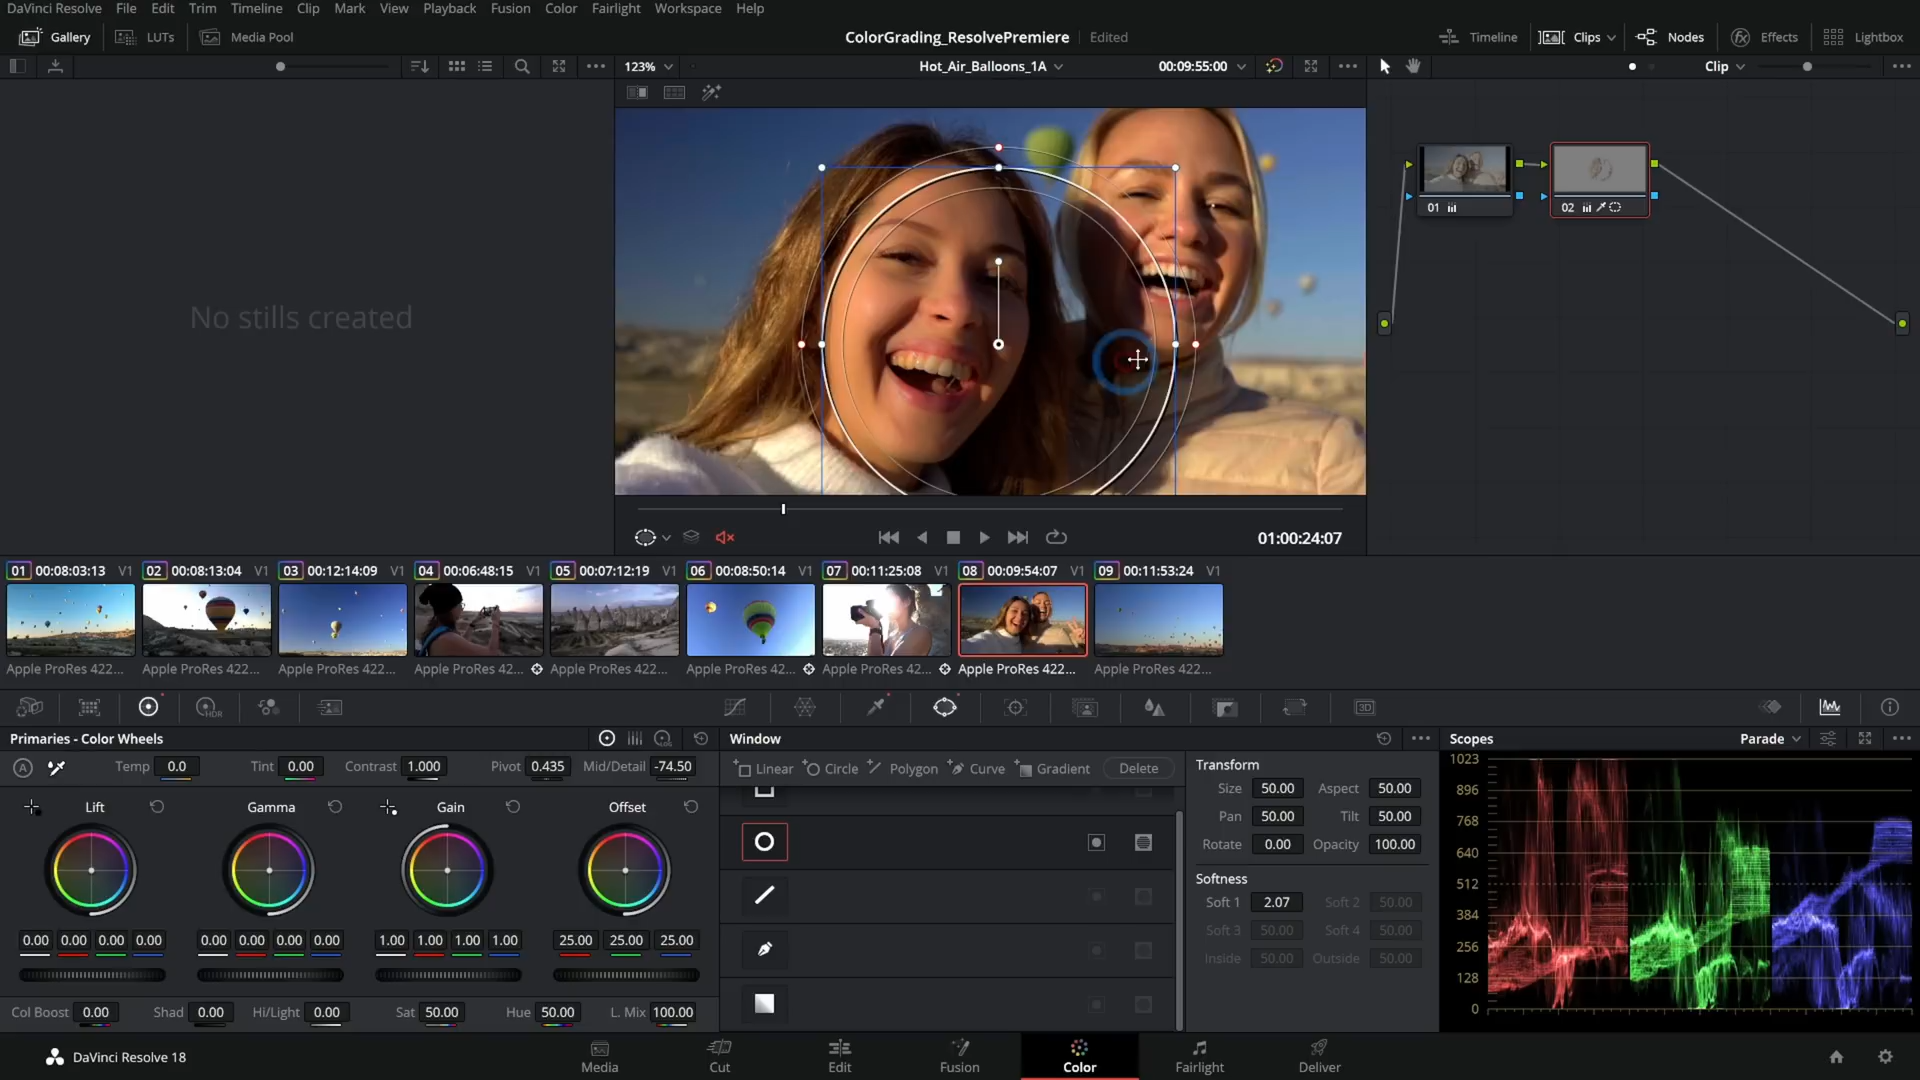 DaVinci Resolve File Edit Trim Timeline Clip Mark View Playback Fusion Color Fairlight Workspace Help
Gallery LUTs Media Pool ColorGrading_ResolvePremiere Edited Timeline Clips Nodes Effects Lightbox
123% Hot_Air_Balloons_1A 00:09:55:00 Clip
No stills created
01 02
01:00:24:07
01 00:08:03:13 V1 02 00:08:13:04 V1 03 00:12:14:09 V1 04 00:06:48:15 V1 05 00:07:12:19 V1 06 00:08:50:14 V1 07 00:11:25:08 V1 08 00:09:54:07 V1 09 00:11:53:24 V1
Apple ProRes 422... Apple ProRes 422... Apple ProRes 422... Apple ProRes 42... Apple ProRes 422... Apple ProRes 42... Apple ProRes 42... Apple ProRes 422... Apple ProRes 422...
HDR 3D
Primaries - Color Wheels LOG Window Scopes Parade
A Temp 0.0 Tint 0.00 Contrast 1.000 Pivot 0.435 Mid/Detail -74.50
Linear Circle Polygon Curve Gradient Delete
Lift Gamma Gain Offset
0.00 0.00 0.00 0.00 0.00 0.00 0.00 0.00 1.00 1.00 1.00 1.00 25.00 25.00 25.00
Col Boost 0.00 Shad 0.00 Hi/Light 0.00 Sat 50.00 Hue 50.00 L. Mix 100.00
Transform
Size 50.00 Aspect 50.00
Pan 50.00 Tilt 50.00
Rotate 0.00 Opacity 100.00
Softness
Soft 1 2.07 Soft 2 50.00
Soft 3 50.00 Soft 4 50.00
Inside 50.00 Outside 50.00
1023
896
768
640
512
384
256
128
0
DaVinci Resolve 18 Media Cut Edit Fusion Color Fairlight Deliver